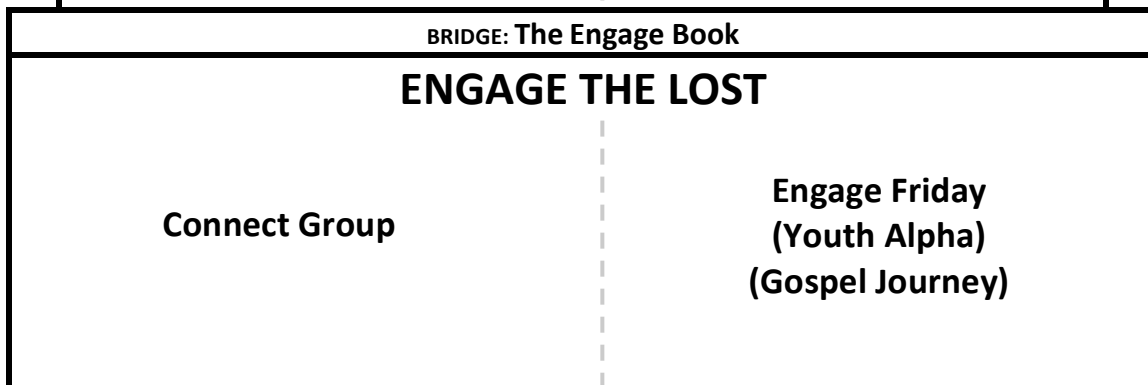 BRIDGE: The Engage Book
ENGAGE THE LOST
Connect Group
Engage Friday
(Youth Alpha)
(Gospel Journey)